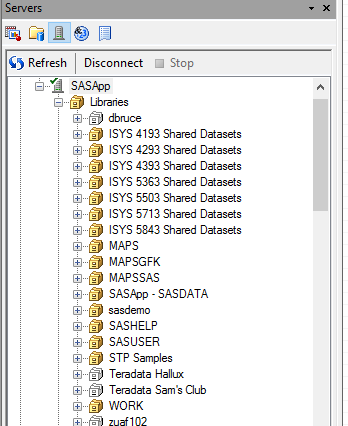 Servers
Refresh Disconnect Stop
SASApp
Libraries
dbruce
ISYS 4193 Shared Datasets
ISYS 4293 Shared Datasets
ISYS 4393 Shared Datasets
ISYS 5363 Shared Datasets
ISYS 5503 Shared Datasets
ISYS 5713 Shared Datasets
ISYS 5843 Shared Datasets
MAPS
MAPSGFK
MAPSSAS
SASApp - SASDATA
sasdemo
SASHELP
SASUSER
STP Samples
Teradata Hallux
Teradata Sam's Club
WORK
zuaf102